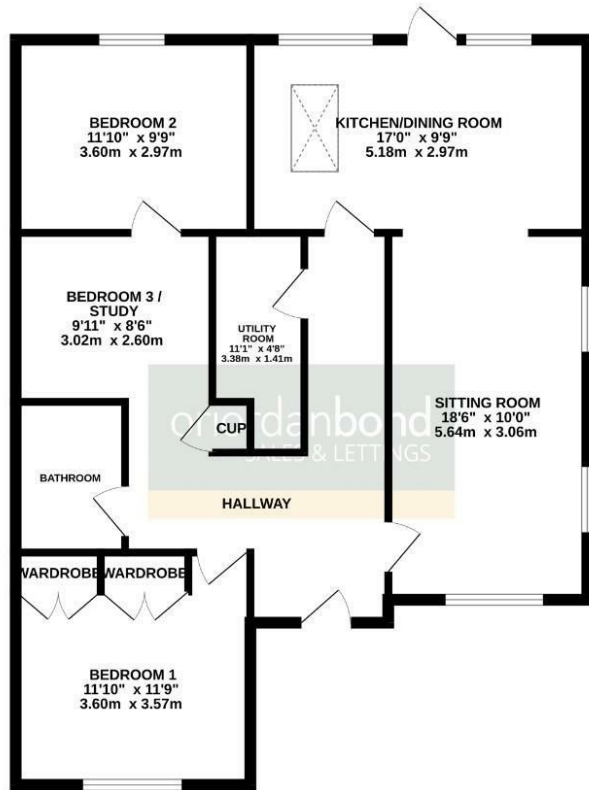 BEDROOM 2
11'10" x 9'9"
3.60m x 2.97m
KITCHEN/DINING ROOM
17'0" x 9'9"
5.18m x 2.97m
BEDROOM 3 /
STUDY
9'11" x 8'6"
3.02m x 2.60m
UTILITY
ROOM
11'1" x 4'8"
3.38m x 1.41m
SITTING ROOM
18'6" x 10'0"
5.64m x 3.06m
CUP
oriordanbond
SALES & LETTINGS
BATHROOM
HALLWAY
WARDROBE
WARDROBE
BEDROOM 1
11'10" x 11'9"
3.60m x 3.57m